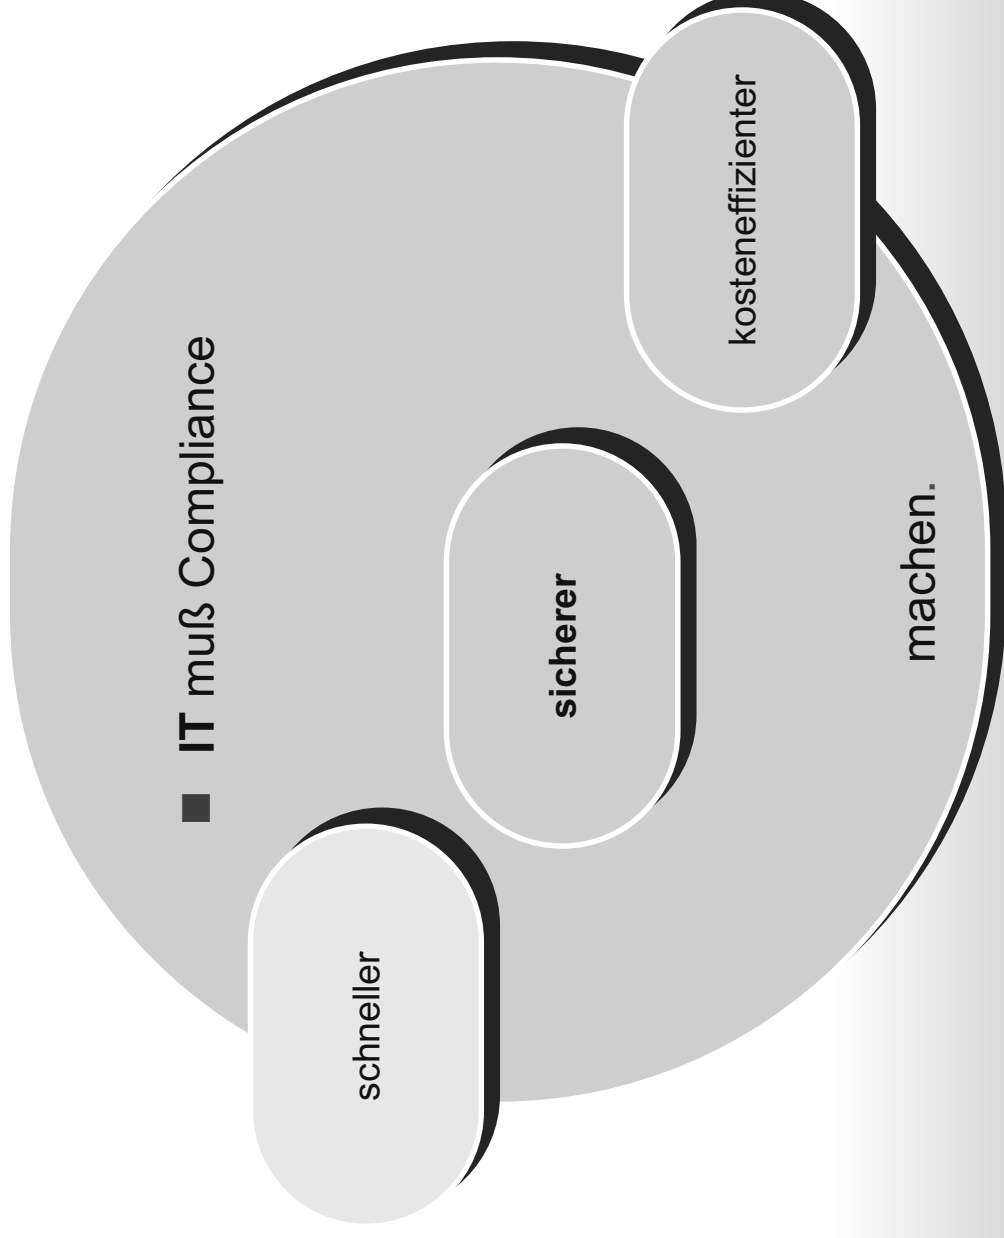 ■ IT muß Compliance
schneller
sicherer
kosteneffizienter
machen.